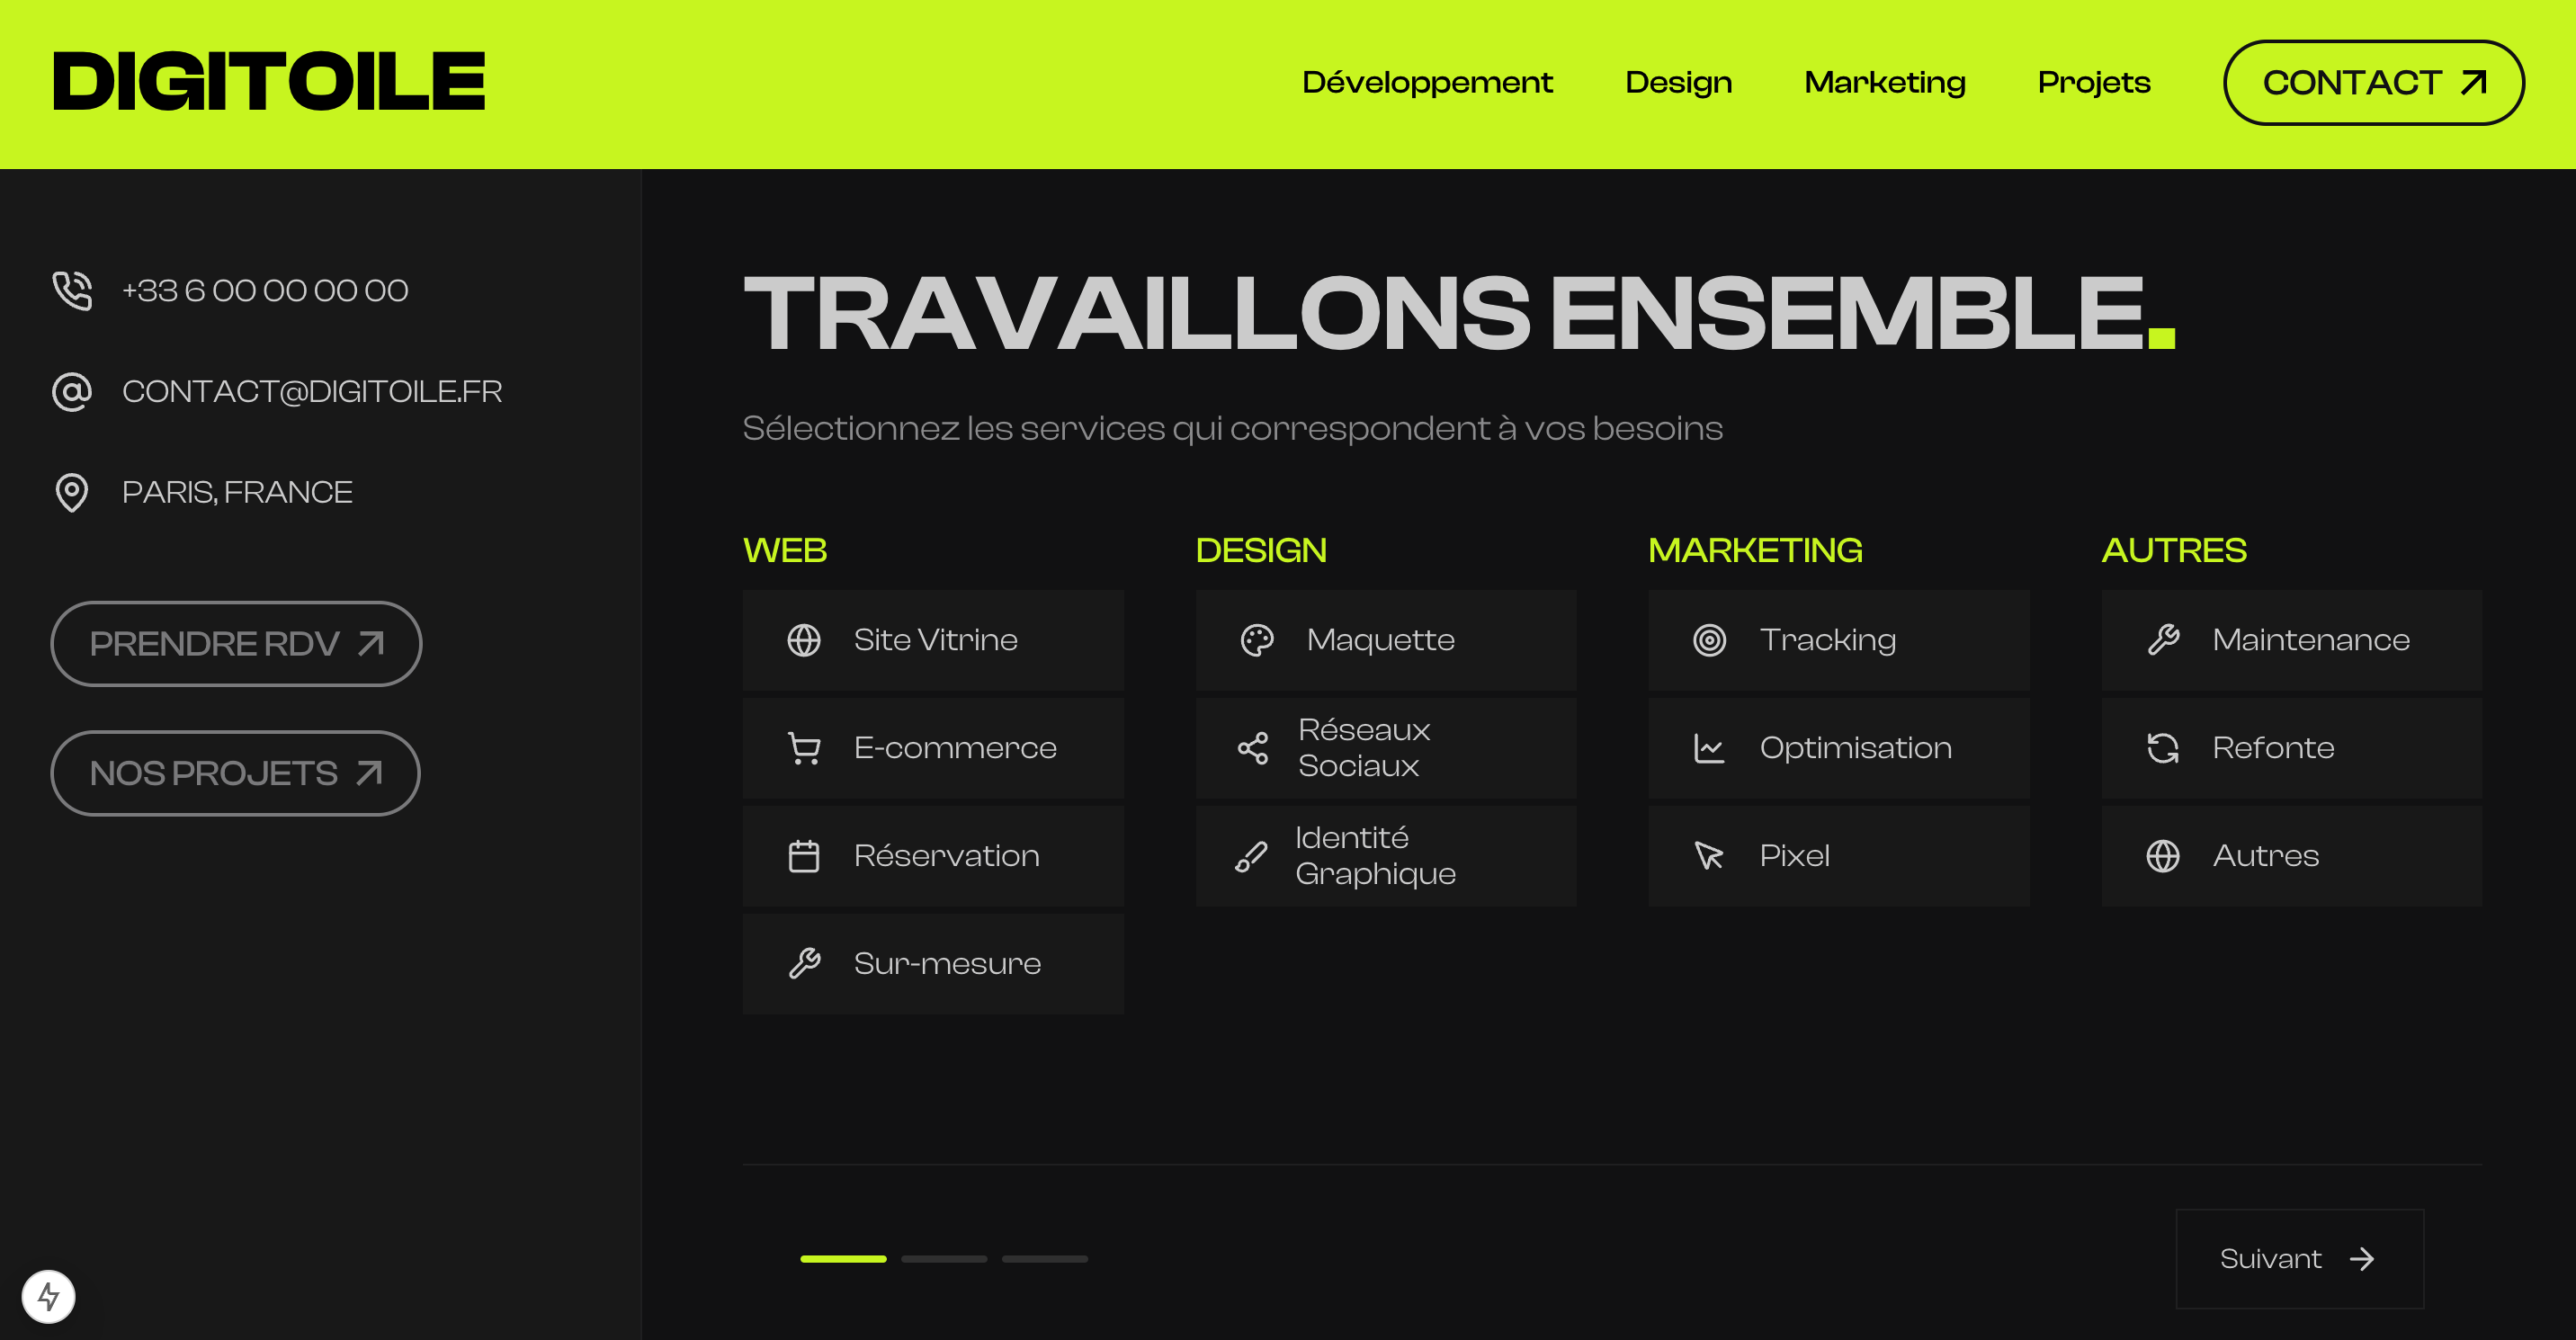 DIGITOILE
Développement
Design
Marketing
Projets
CONTACT
+33 6 00 00 00 00
CONTACT@DIGITOILE.FR
PARIS, FRANCE
PRENDRE RDV
NOS PROJETS
TRAVAILLONS ENSEMBLE.
Sélectionnez les services qui correspondent à vos besoins
WEB
Site Vitrine
E-commerce
Réservation
Sur-mesure
DESIGN
Maquette
Réseaux
Sociaux
Identité
Graphique
MARKETING
Tracking
Optimisation
Pixel
AUTRES
Maintenance
Refonte
Autres
Suivant